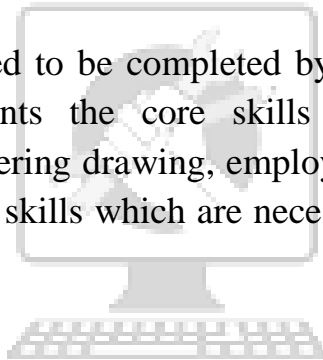 ed to be completed by
nts the core skills
ering drawing, employ
skills which are nece